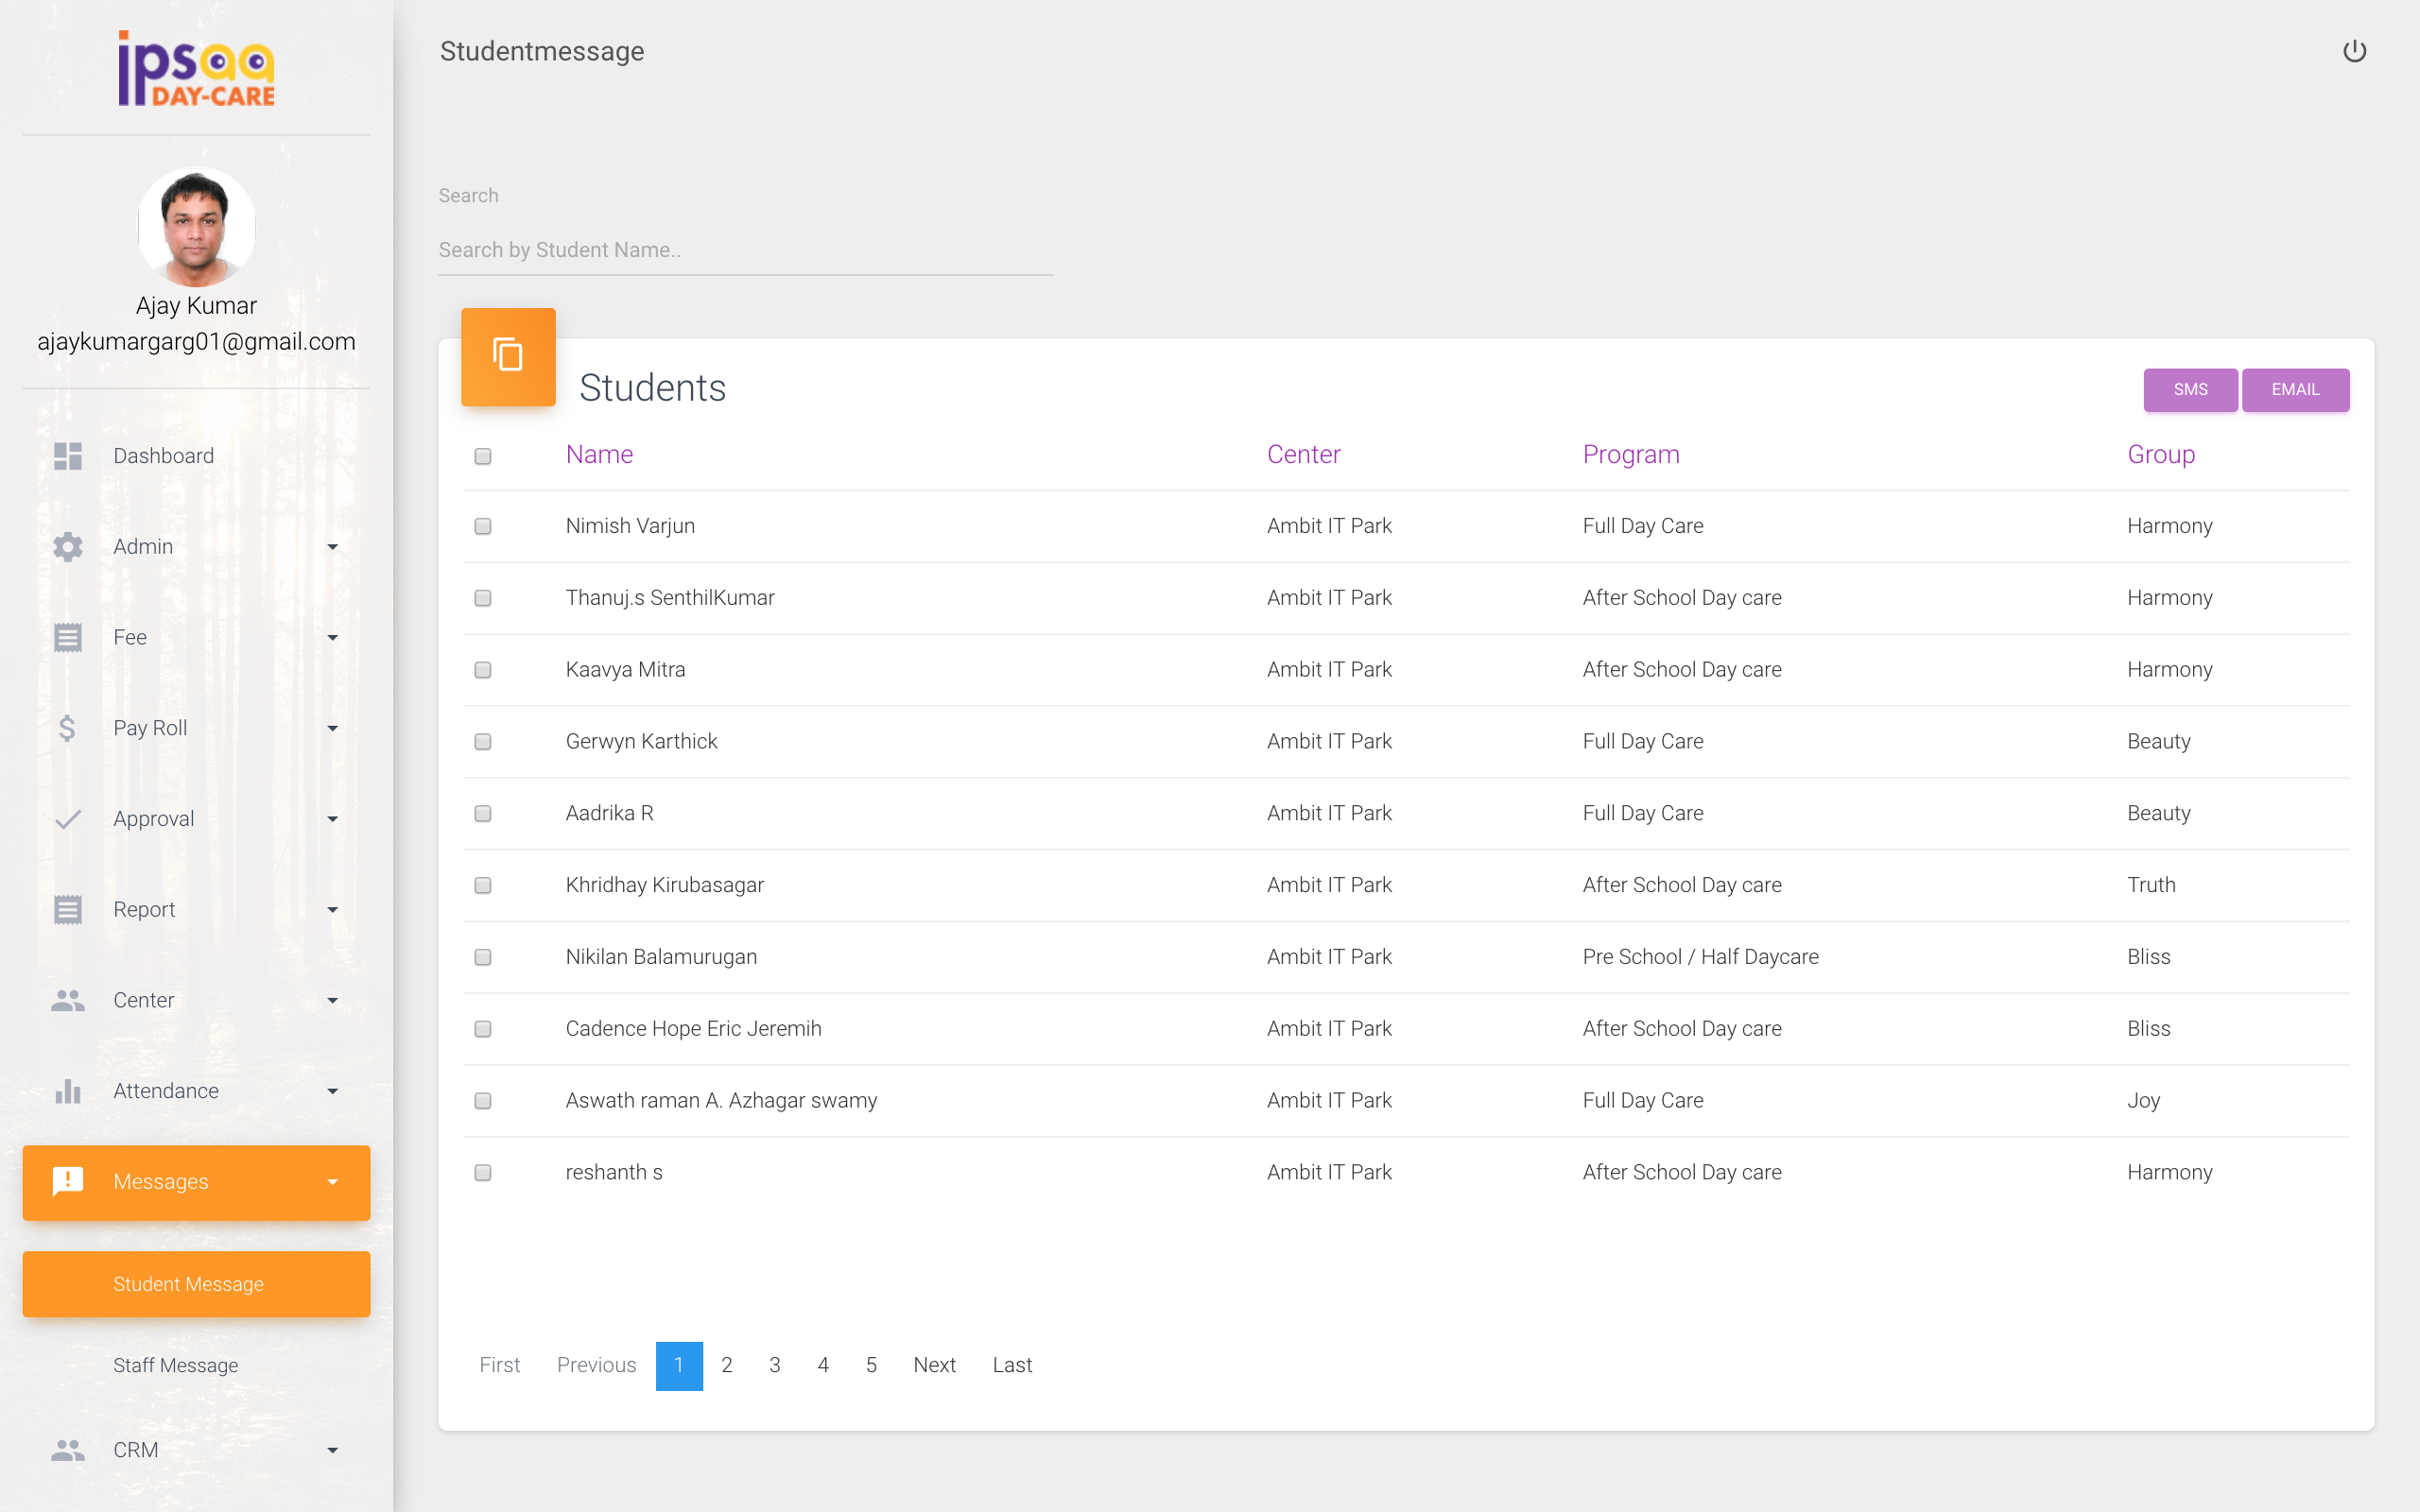 ipsaa
DAY-CARE
Ajay Kumar
ajaykumargarg01@gmail.com
Dashboard
Admin
Fee
Pay Roll
Approval
Report
Center
Attendance
Messages
Student Message
Staff Message
CRM
Studentmessage
Search
Search by Student Name..
Students
SMS EMAIL
Name Center Program Group
Nimish Varjun Ambit IT Park Full Day Care Harmony
Thanuj.s SenthilKumar Ambit IT Park After School Day care Harmony
Kaavya Mitra Ambit IT Park After School Day care Harmony
Gerwyn Karthick Ambit IT Park Full Day Care Beauty
Aadrika R Ambit IT Park Full Day Care Beauty
Khridhay Kirubasagar Ambit IT Park After School Day care Truth
Nikilan Balamurugan Ambit IT Park Pre School / Half Daycare Bliss
Cadence Hope Eric Jeremih Ambit IT Park After School Day care Bliss
Aswath raman A. Azhagar swamy Ambit IT Park Full Day Care Joy
reshanth s Ambit IT Park After School Day care Harmony
First Previous 1 2 3 4 5 Next Last